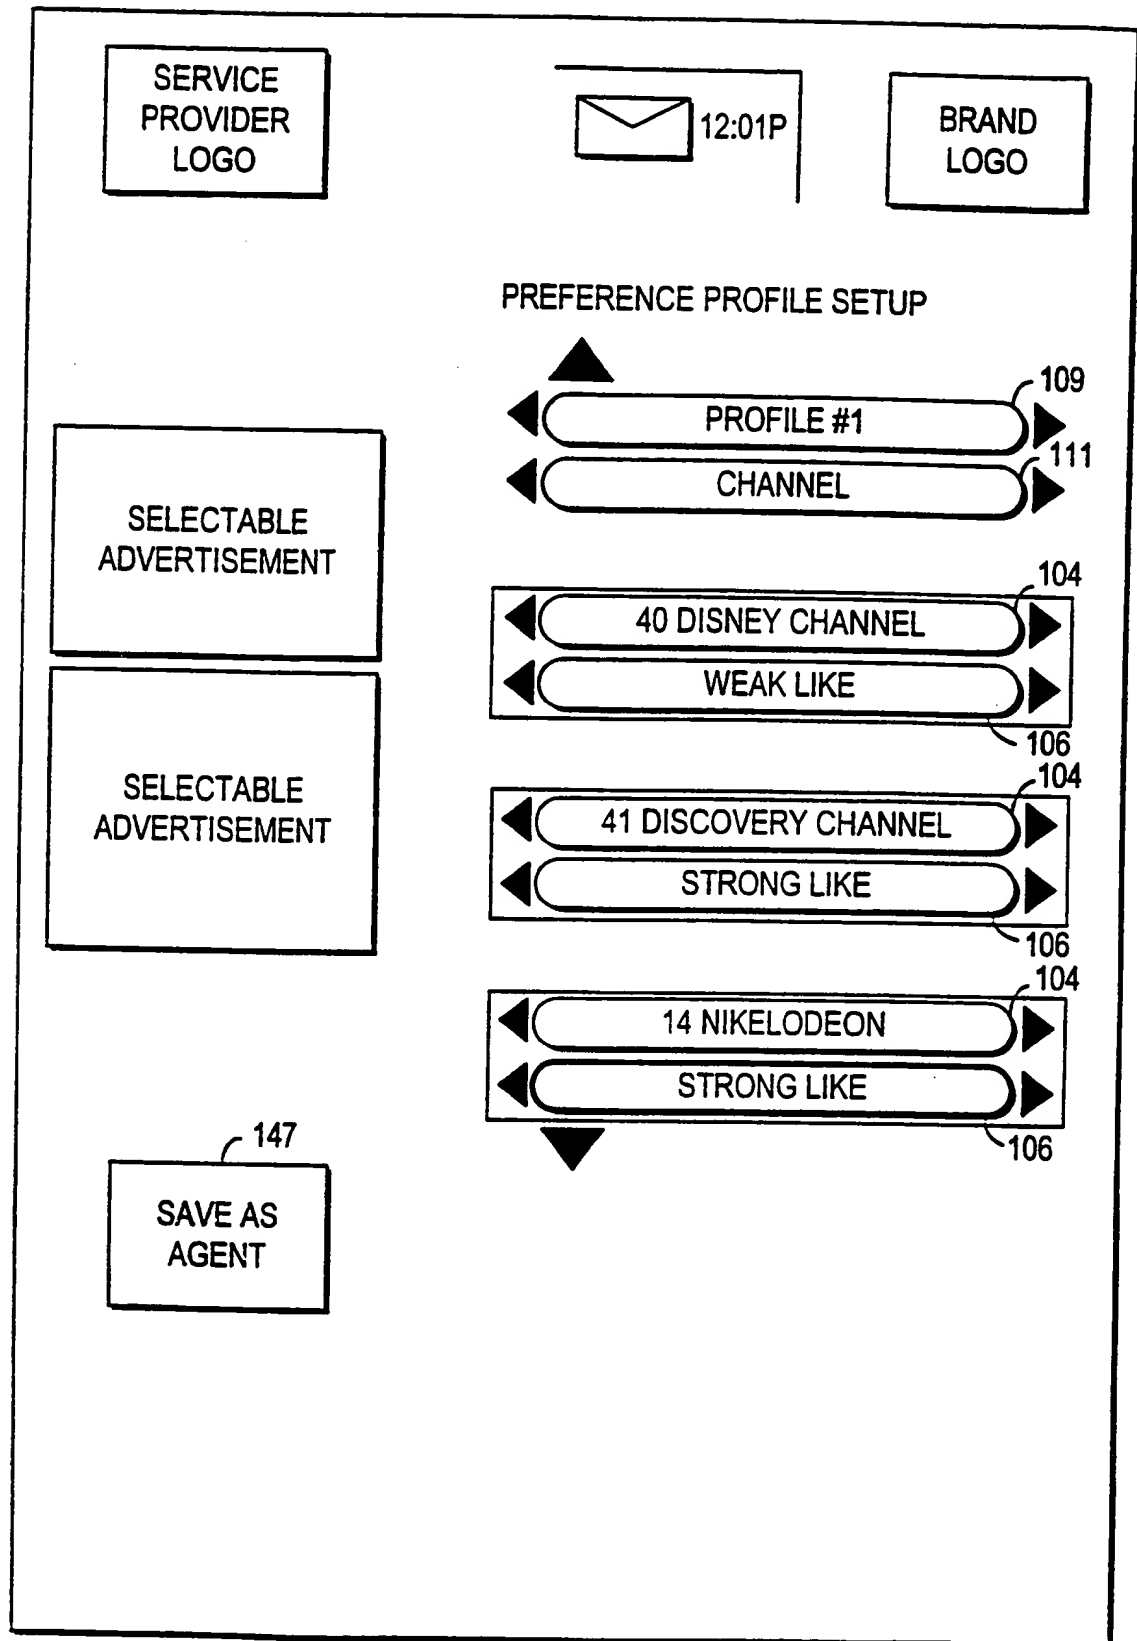 SERVICE
PROVIDER
LOGO
12:01P
BRAND
LOGO
PREFERENCE PROFILE SETUP
109
PROFILE #1
111
CHANNEL
SELECTABLE
ADVERTISEMENT
104
40 DISNEY CHANNEL
WEAK LIKE
106
SELECTABLE
ADVERTISEMENT
104
41 DISCOVERY CHANNEL
STRONG LIKE
106
104
14 NIKELODEON
STRONG LIKE
106
147
SAVE AS
AGENT